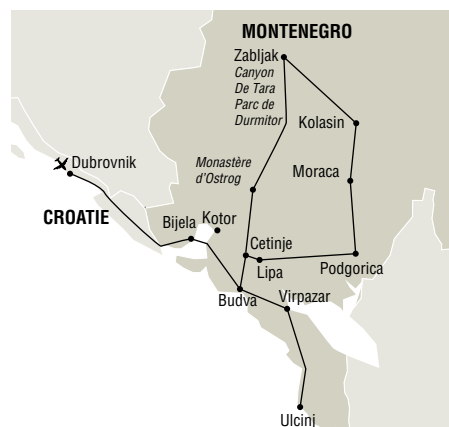 MONTENEGRO
Zabljak
Canyon
De Tara
Parc de
Durmitor
Kolasin
Monastère
d'Ostrog
Moraca
Dubrovnik
CROATIE
Bijela
Kotor
Cetinje
Lipa
Podgorica
Budva
Virpazar
Ulcinj